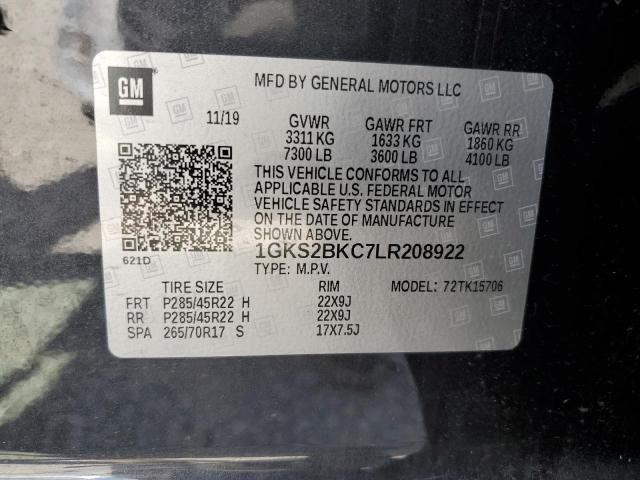 GM
MFD BY GENERAL MOTORS LLC
11/19 GVWR GAWR FRT GAWR RR
3311 KG 1633 KG 1860 KG
7300 LB 3600 LB 4100 LB
THIS VEHICLE CONFORMS TO ALL
APPLICABLE U.S. FEDERAL MOTOR
VEHICLE SAFETY STANDARDS IN EFFECT
ON THE DATE OF MANUFACTURE
SHOWN ABOVE.
1GKS2BKC7LR208922
621D
TYPE: M.P.V.
TIRE SIZE RIM MODEL: 72TK15706
FRT P285/45R22 H 22X9J
RR P285/45R22 H 22X9J
SPA 265/70R17 S 17X7.5J